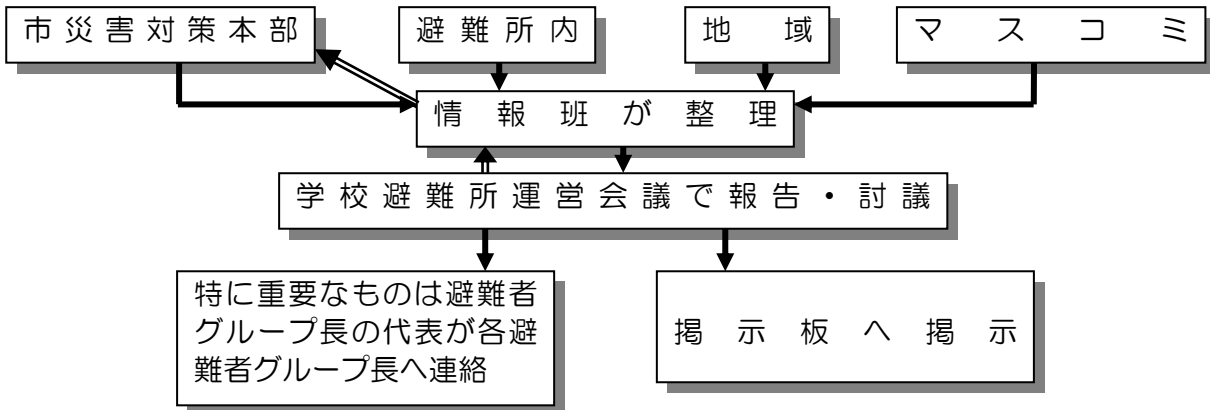 市災害対策本部
避難所内
地域
マスコミ
情報班が整理
学校避難所運営会議で報告・討議
特に重要なものは避難者
グループ長の代表が各避
難者グループ長へ連絡
掲示板へ掲示